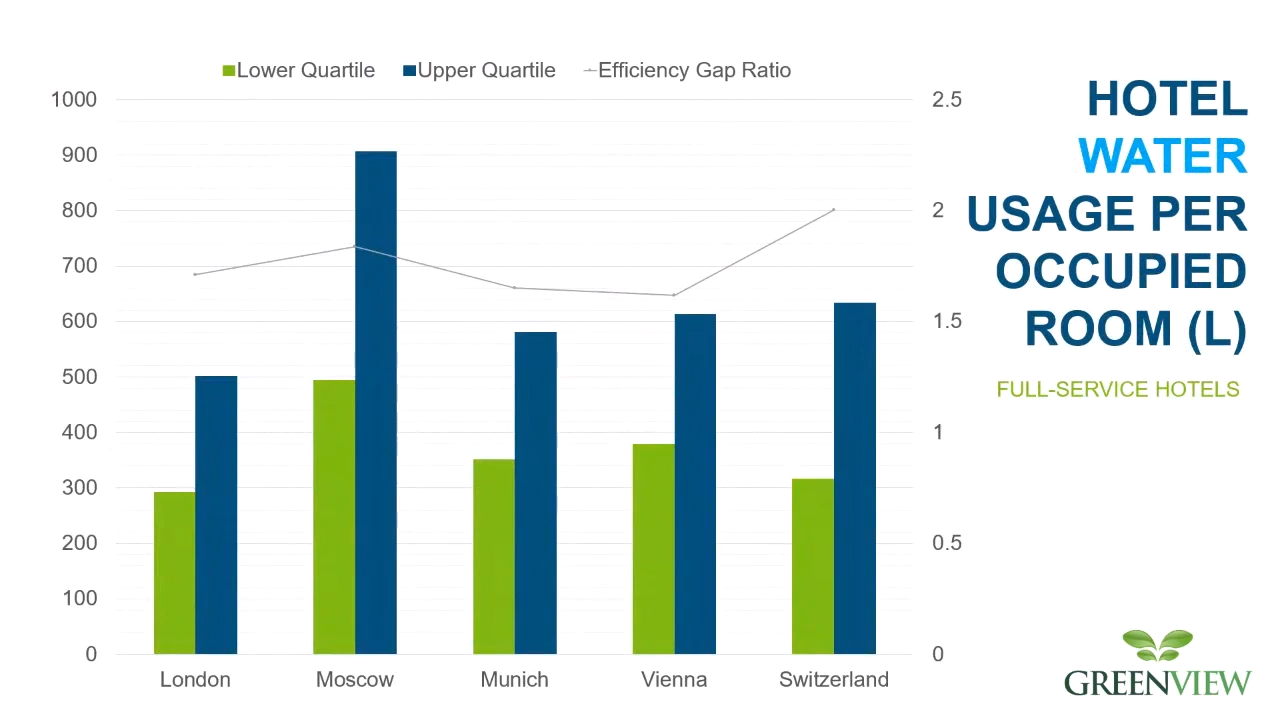 Lower Quartile Upper Quartile Efficiency Gap Ratio
1000
900
800
700
600
500
400
300
200
100
0
2.5
2
1.5
1
0.5
0
London Moscow Munich Vienna Switzerland
HOTEL
WATER
USAGE PER
OCCUPIED
ROOM (L)
FULL-SERVICE HOTELS
GREENVIEW